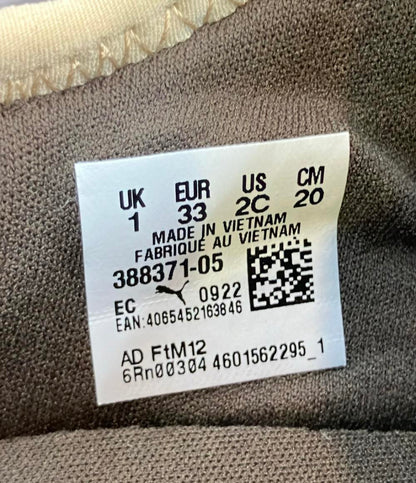 UK EUR US CM
1 33 2C 20
MADE IN VIETNAM
FABRIQUÉ AU VIETNAM
388371-05
EC 0922
EAN:4065452163846
AD FtM12
6Rn00304 4601562295_1